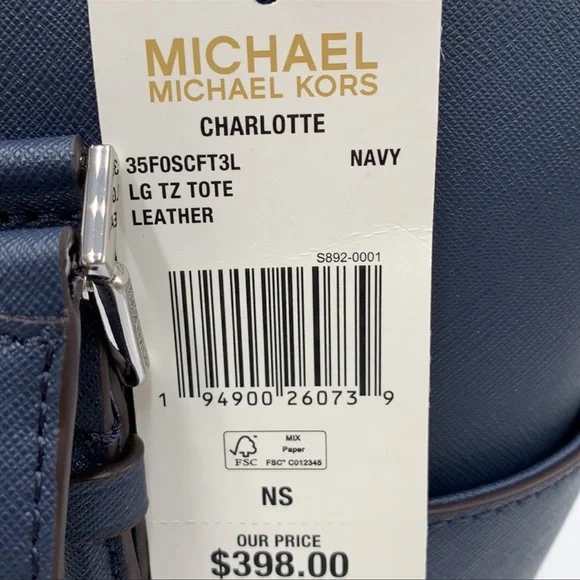 MICHAEL
MICHAEL KORS
CHARLOTTE
35F0SCFT3L NAVY
LG TZ TOTE
LEATHER
S892-0001
1 94900 26073 9
MIX
Paper
FSC FSC™ C012345
NS
OUR PRICE
$398.00